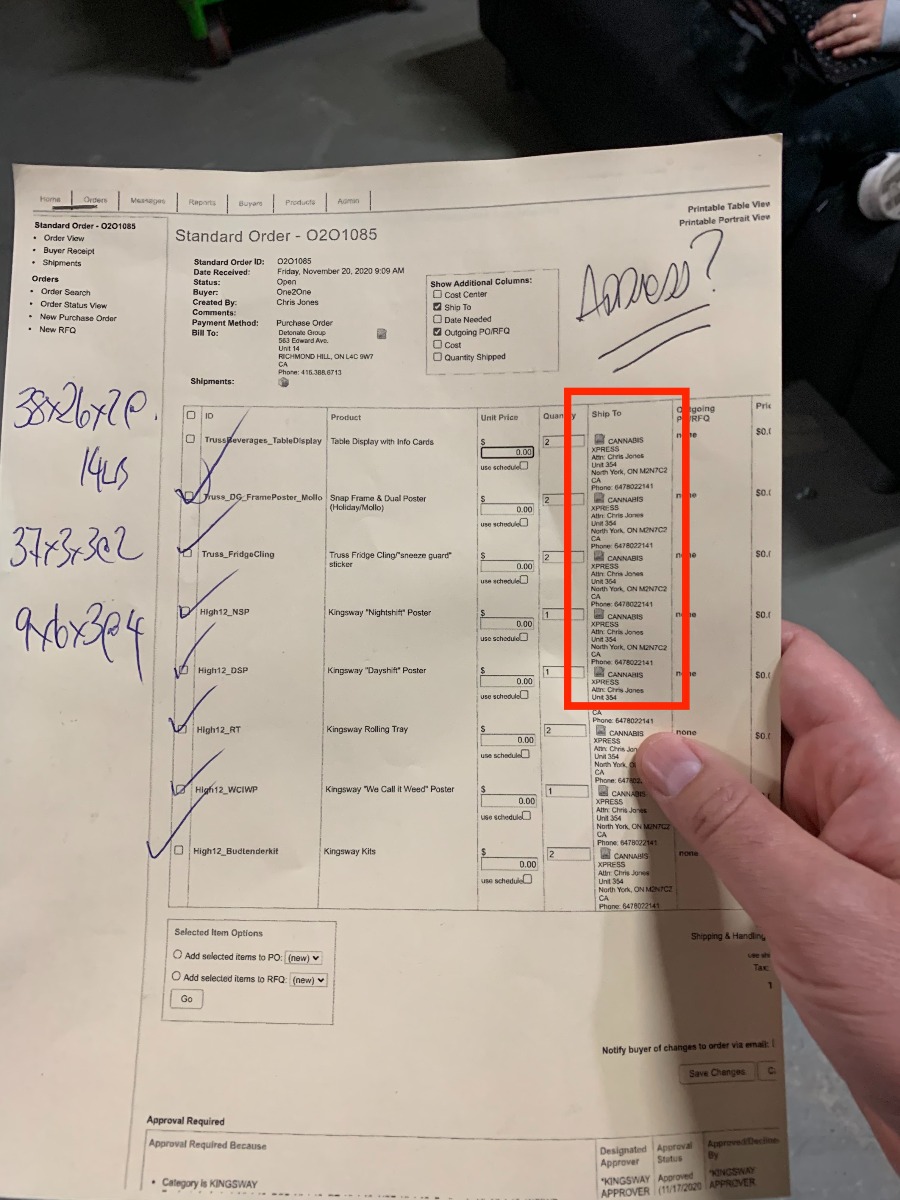 Home Orders Messages Reports Buyers Products Admin
Printable Table View
Printable Portrait View
Standard Order - O2O1085
• Order View
• Buyer Receipt
• Shipments
Orders
• Order Search
• Order Status View
• New Purchase Order
• New RFQ
Standard Order - O2O1085
Standard Order ID: O2O1085
Date Received: Friday, November 20, 2020 9:09 AM
Status: Open
Buyer: One2One
Created By: Chris Jones
Comments:
Payment Method: Purchase Order
Bill To: Detonate Group
563 Edward Ave.
Unit 14
RICHMOND HILL, ON L4C 9W7
CA
Phone: 416.388.6713
Shipments:
Show Additional Columns:
Cost Center
Ship To
Date Needed
Outgoing PO/RFQ
Cost
Quantity Shipped
Address?
38x26x2@
14LB
37x3x3@2
9x6x3@4
ID Product Unit Price Quantity Ship To Outgoing PO/RFQ
TrussBeverages_TableDisplay Table Display with Info Cards $ 0.00 2 none $0.
use schedule
CANNABIS
XPRESS
Attn: Chris Jones
Unit 354
North York, ON M2N7C2
CA
Phone: 6478022141
Truss_DG_FramePoster_Mollo Snap Frame & Dual Poster $ 0.00 2 none $0.
(Holiday/Mollo)
use schedule
CANNABIS
XPRESS
Attn: Chris Jones
Unit 354
North York, ON M2N7C2
CA
Phone: 6478022141
Truss_FridgeCling Truss Fridge Cling/"sneeze guard" $ 0.00 2 none $0.
sticker
use schedule
CANNABIS
XPRESS
Attn: Chris Jones
Unit 354
North York, ON M2N7C2
CA
Phone: 6478022141
High12_NSP Kingsway "Nightshift" Poster $ 0.00 1 none $0.
use schedule
CANNABIS
XPRESS
Attn: Chris Jones
Unit 354
North York, ON M2N7C2
CA
Phone: 6478022141
High12_DSP Kingsway "Dayshift" Poster $ 0.00 1 none $0.
use schedule
CANNABIS
XPRESS
Attn: Chris Jones
Unit 354
CA
Phone: 6478022141
High12_RT Kingsway Rolling Tray $ 0.00 2 none $0.
use schedule
CANNABIS
XPRESS
Attn: Chris
Unit 354
North York,
CA
Phone:
High12_WCIWP Kingsway "We Call it Weed" Poster $ 0.00 1
use schedule
CANNABIS
XPRESS
Attn: Chris Jones
Unit 354
North York, ON M2N7C2
CA
Phone: 6478022141
High12_Budtenderkit Kingsway Kits $ 0.00 2 none
use schedule
CANNABIS
XPRESS
Attn: Chris Jones
Unit 354
North York, ON M2N7C2
CA
Phone: 6478022141
Selected Item Options
Add selected items to PO: (new)
Add selected items to RFQ: (new)
Go
Shipping & Handling
Tax:
Notify buyer of changes to order via email:
Save Changes
Approval Required
Approval Required Because Designated Approver Approval Status Approved/Decline By
• Category is KINGSWAY *KINGSWAY APPROVER Approved (11/17/2020 *KINGSWAY APPROVER